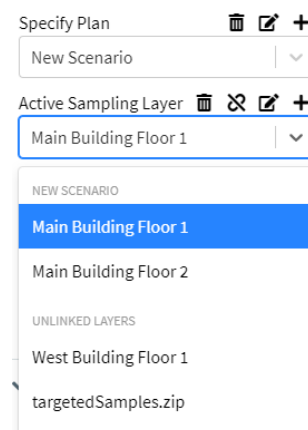 Specify Plan
New Scenario
Active Sampling Layer
Main Building Floor 1
NEW SCENARIO
Main Building Floor 1
Main Building Floor 2
UNLINKED LAYERS
West Building Floor 1
targetedSamples.zip